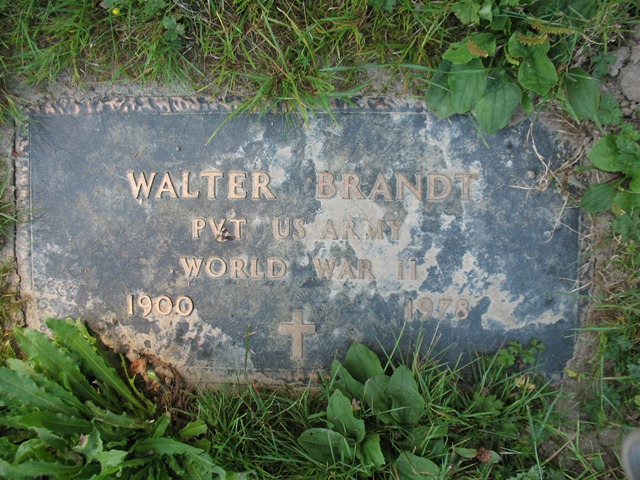 WALTER BRANDT
PVT US ARMY
WORLD WAR II
1900 1978